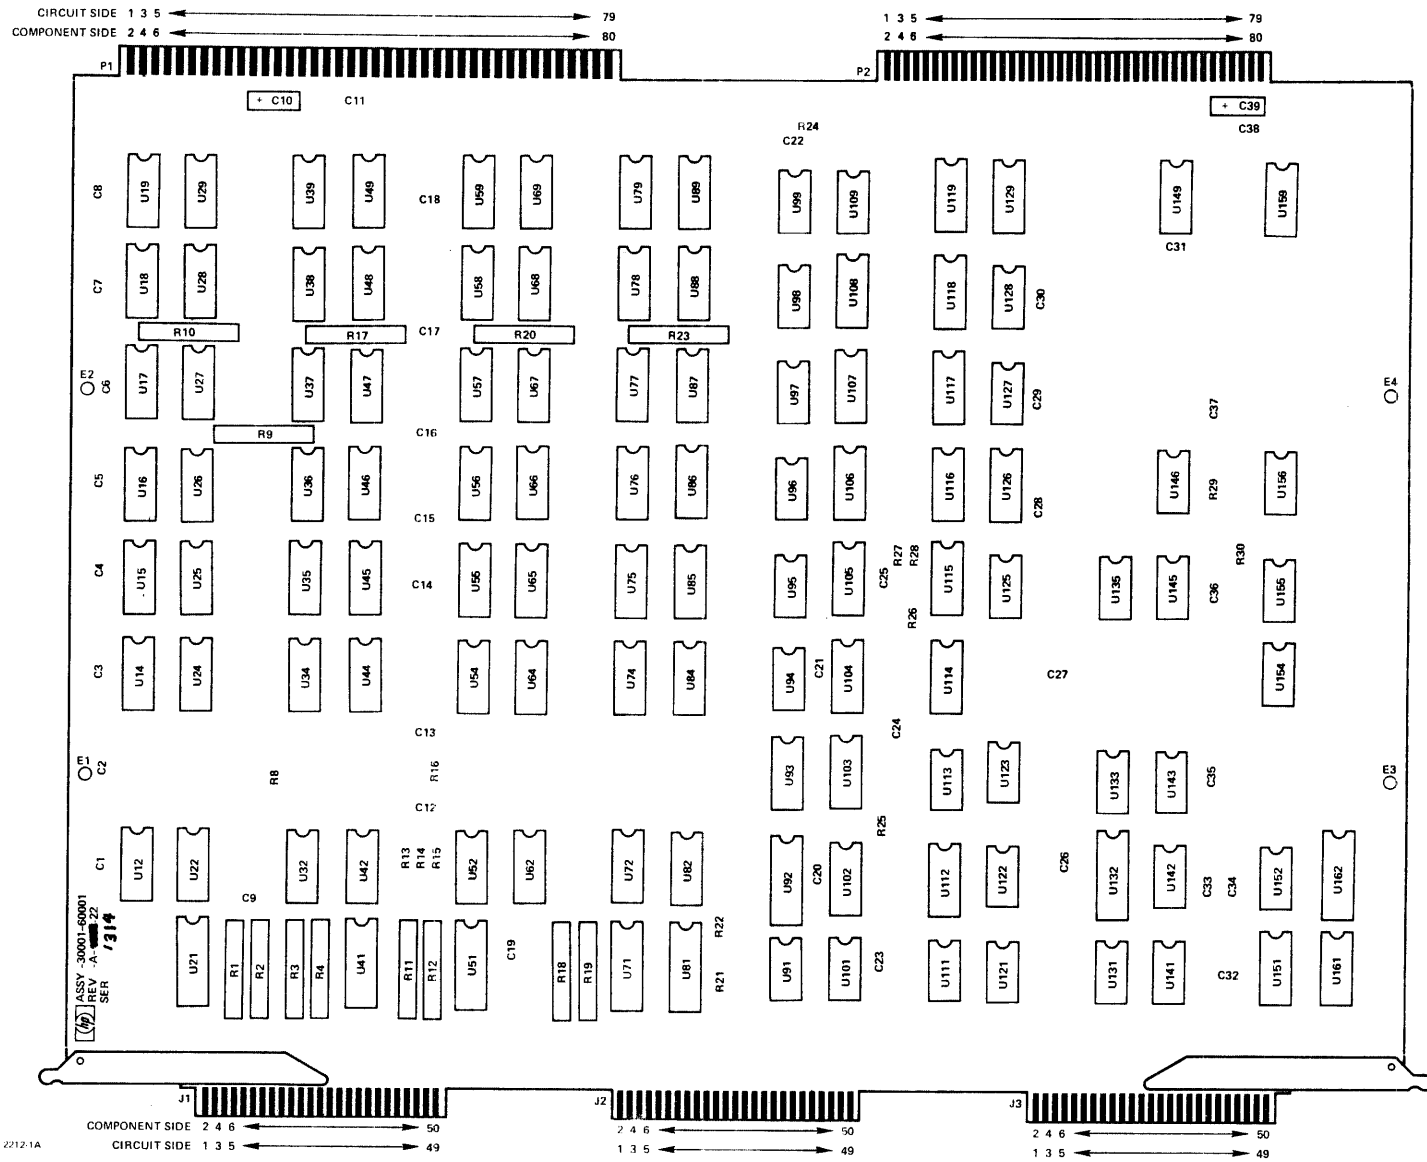 CIRCUIT SIDE 1 3 5 79
COMPONENT SIDE 2 4 6 80
1 3 5 79
2 4 6 80
P1
P2
+ C10
C11
+ C39
C38
R24
C22
C8
U19
U29
U39
U49
C18
U59
U69
U79
U89
U99
U109
U119
U129
U149
U159
C31
C7
U18
U28
U38
U48
U58
U68
U78
U88
U98
U108
U118
U128
C30
R10
R17
C17
R20
R23
E2
C6
U17
U27
U37
U47
U57
U67
U77
U87
U97
U107
U117
U127
C29
C37
E4
R9
C16
C5
U16
U26
U36
U46
U56
U66
U76
U86
U96
U106
U116
U126
C28
U146
R29
U156
C15
C4
U15
U25
U35
U45
C14
U55
U65
U75
U85
U95
U105
C25
R27
R28
U115
U125
U135
U145
C36
R30
U155
R26
C3
U14
U24
U34
U44
U54
U64
U74
U84
U94
C21
U104
U114
C27
U154
C13
C24
E1
C2
R8
R16
U93
U103
U113
U123
U133
U143
C35
E3
C12
R25
C1
U12
U22
U32
U42
R13
R14
R15
U52
U62
U72
U82
U92
C20
U102
U112
U122
C26
U132
U142
C33
C34
U152
U162
C9
hp
ASSY -30001-60001
REV -A- -22
SER 1314
U21
R1
R2
R3
R4
U41
R11
R12
U51
C19
R18
R19
U71
U81
R22
R21
U91
U101
C23
U111
U121
U131
U141
C32
U151
U161
J1
J2
J3
COMPONENT SIDE 2 4 6 50
CIRCUIT SIDE 1 3 5 49
2 4 6 50
1 3 5 49
2 4 6 50
1 3 5 49
2212-1A